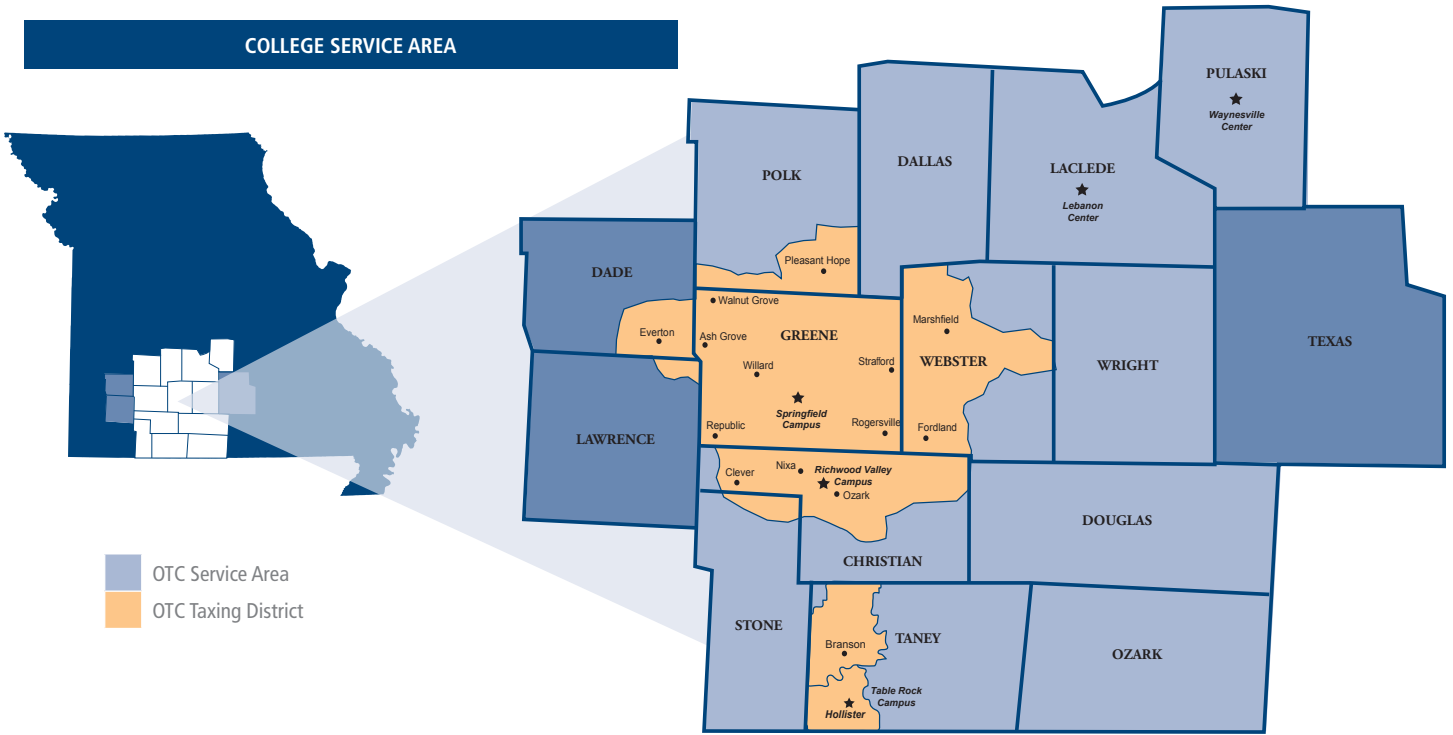 COLLEGE SERVICE AREA
PULASKI
Waynesville
Center
DALLAS
LACLEDE
Lebanon
Center
POLK
Pleasant Hope
DADE
Everton
Walnut Grove
Ash Grove
GREENE
Willard
Strafford
Springfield
Campus
Republic
Rogersville
Marshfield
WEBSTER
Fordland
WRIGHT
TEXAS
LAWRENCE
Clever
Nixa
Richwood Valley
Campus
Ozark
CHRISTIAN
DOUGLAS
OTC Service Area
OTC Taxing District
STONE
Branson
TANEY
Table Rock
Campus
Hollister
OZARK